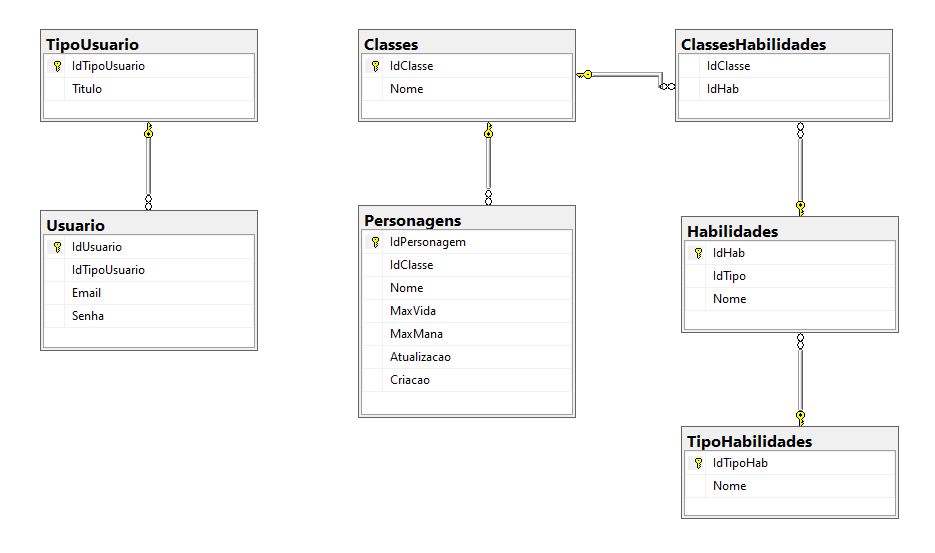 TipoUsuario
IdTipoUsuario
Titulo
Usuario
IdUsuario
IdTipoUsuario
Email
Senha
Classes
IdClasse
Nome
Personagens
IdPersonagem
IdClasse
Nome
MaxVida
MaxMana
Atualizacao
Criacao
ClassesHabilidades
IdClasse
IdHab
Habilidades
IdHab
IdTipo
Nome
TipoHabilidades
IdTipoHab
Nome